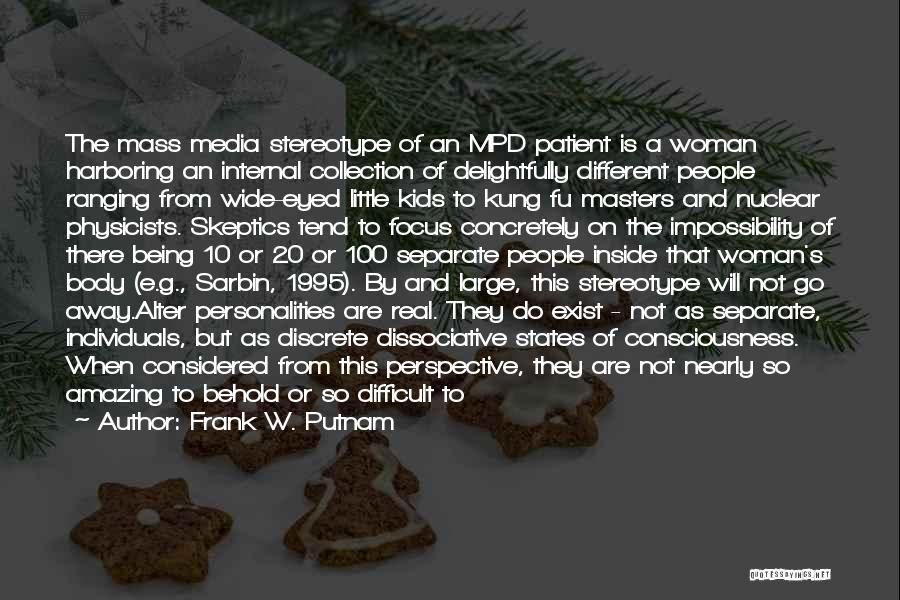 The mass media stereotype of an MPD patient is a woman
harboring an internal collection of delightfully different people
ranging from wide-eyed little kids to kung fu masters and nuclear
physicists. Skeptics tend to focus concretely on the impossibility of
there being 10 or 20 or 100 separate people inside that woman's
body (e.g., Sarbin, 1995). By and large, this stereotype will not go
away.Alter personalities are real. They do exist - not as separate,
individuals, but as discrete dissociative states of consciousness.
When considered from this perspective, they are not nearly so
amazing to behold or so difficult to
~ Author: Frank W. Putnam
QUOTESSAYINGS.NET